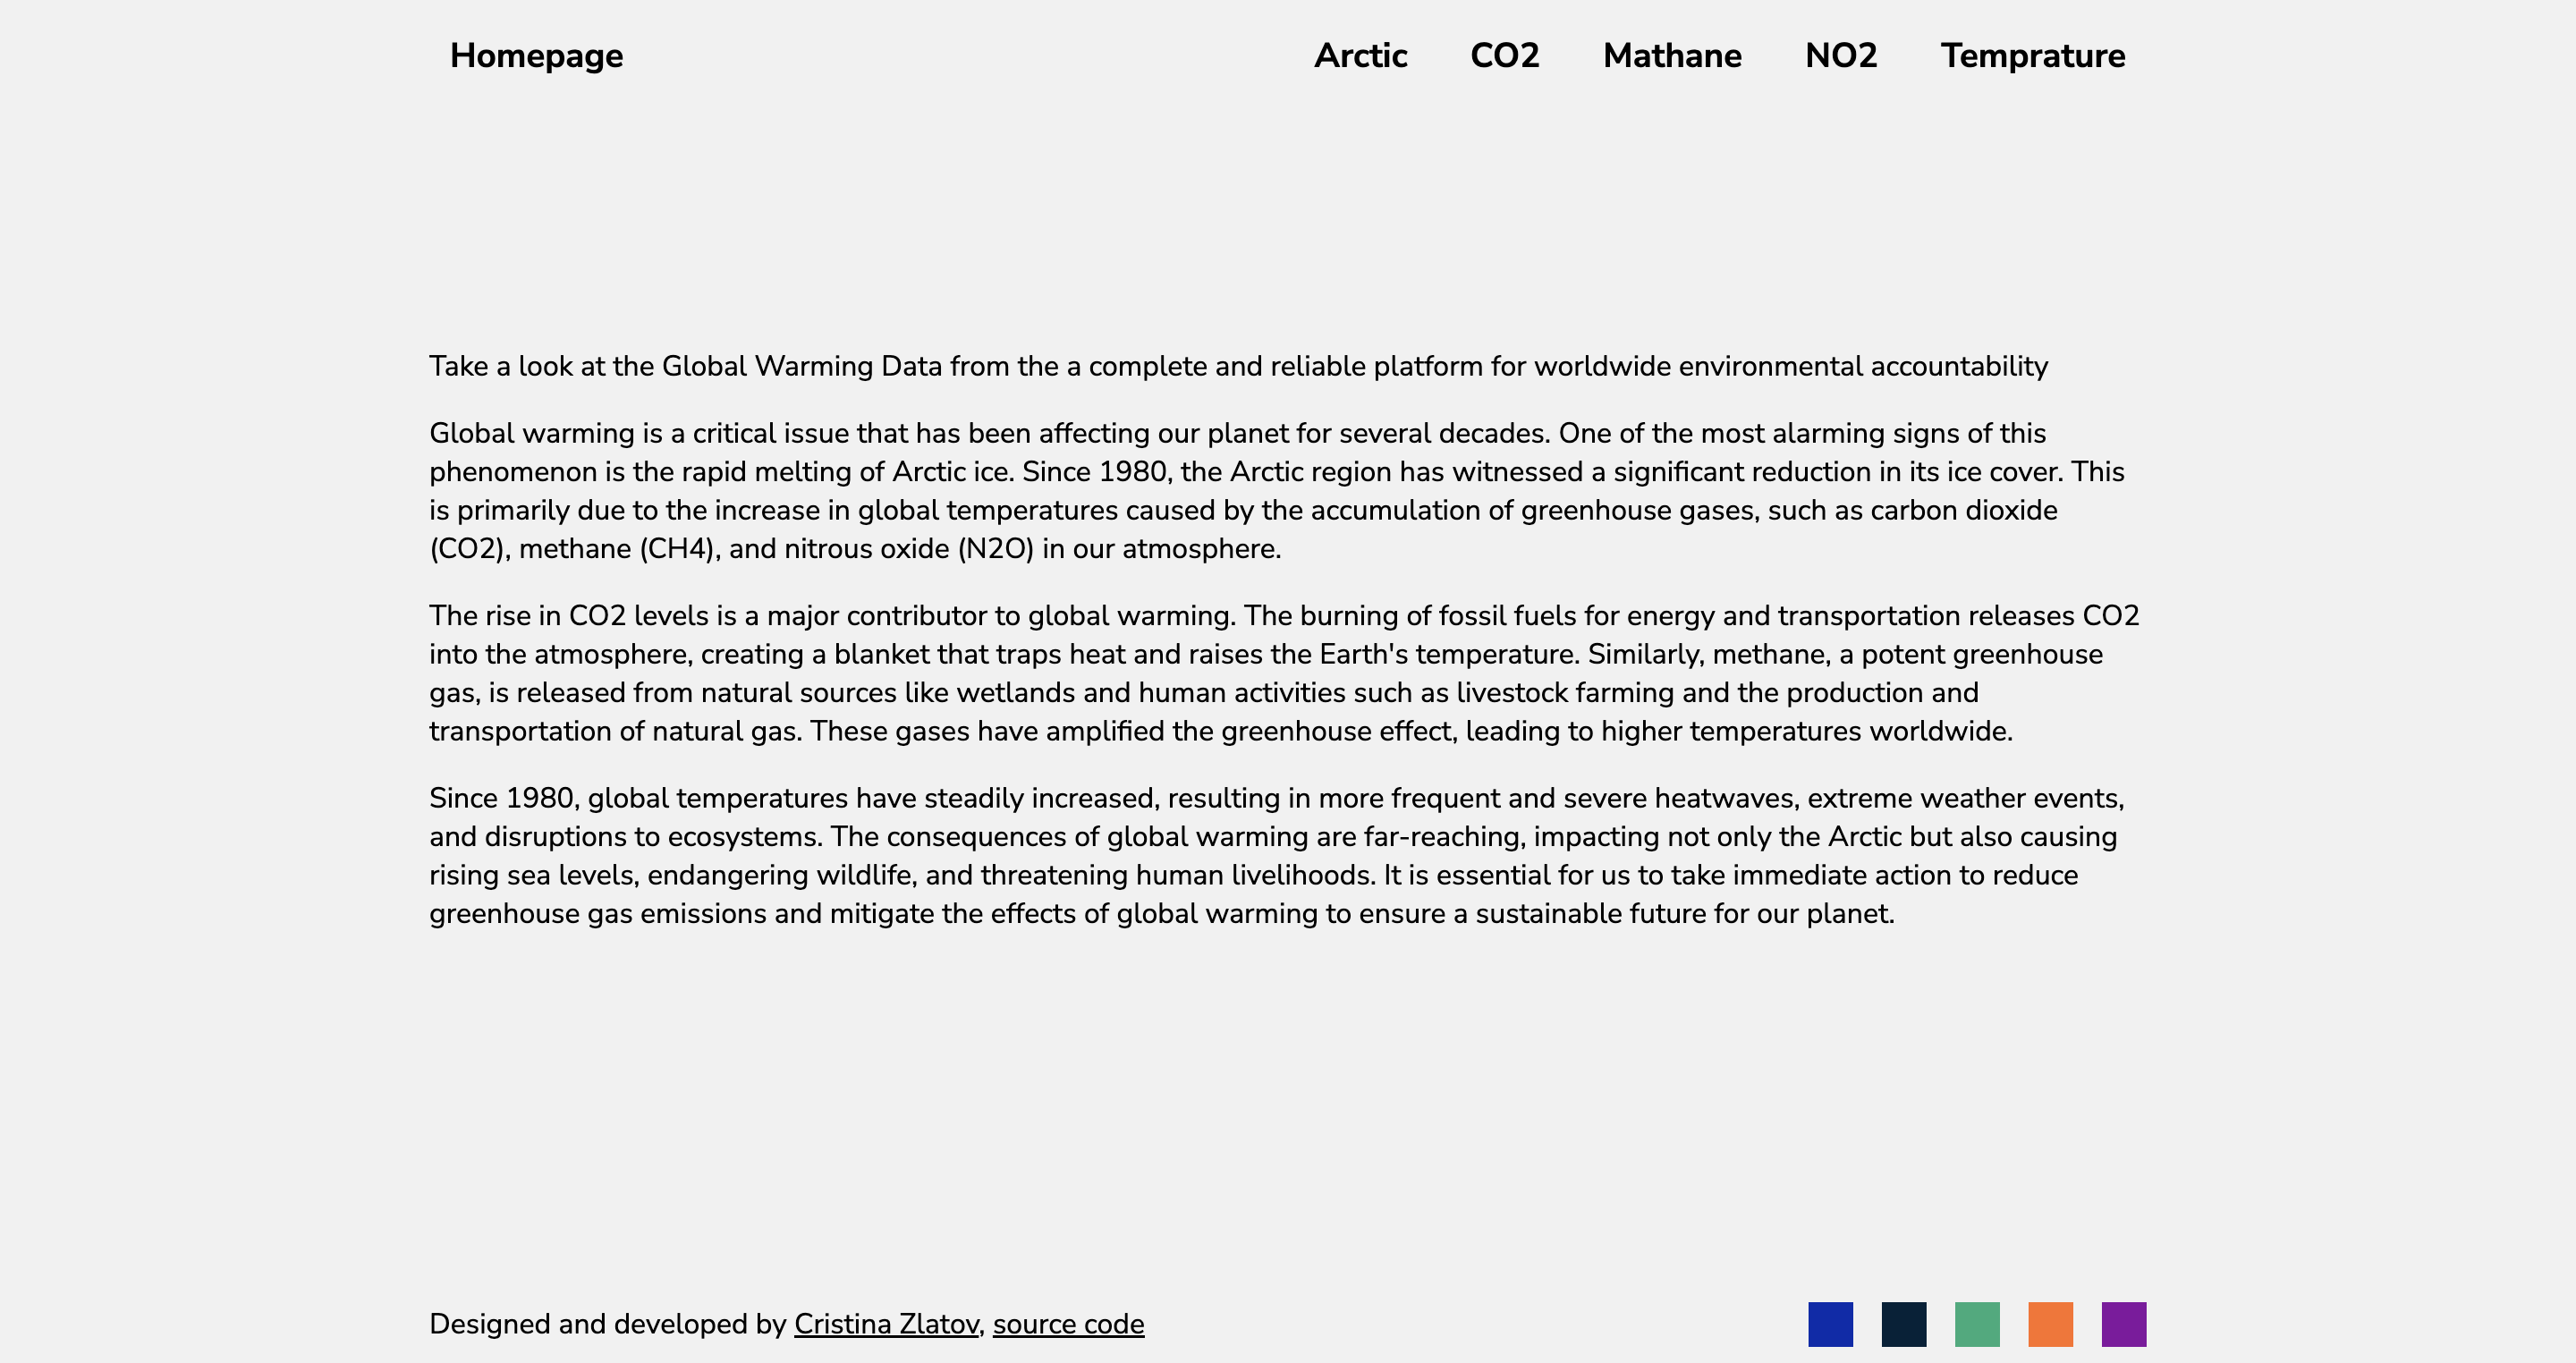 Homepage Arctic CO2 Mathane NO2 Temprature
Take a look at the Global Warming Data from the a complete and reliable platform for worldwide environmental accountability
Global warming is a critical issue that has been affecting our planet for several decades. One of the most alarming signs of this
phenomenon is the rapid melting of Arctic ice. Since 1980, the Arctic region has witnessed a significant reduction in its ice cover. This
is primarily due to the increase in global temperatures caused by the accumulation of greenhouse gases, such as carbon dioxide
(CO2), methane (CH4), and nitrous oxide (N2O) in our atmosphere.
The rise in CO2 levels is a major contributor to global warming. The burning of fossil fuels for energy and transportation releases CO2
into the atmosphere, creating a blanket that traps heat and raises the Earth's temperature. Similarly, methane, a potent greenhouse
gas, is released from natural sources like wetlands and human activities such as livestock farming and the production and
transportation of natural gas. These gases have amplified the greenhouse effect, leading to higher temperatures worldwide.
Since 1980, global temperatures have steadily increased, resulting in more frequent and severe heatwaves, extreme weather events,
and disruptions to ecosystems. The consequences of global warming are far-reaching, impacting not only the Arctic but also causing
rising sea levels, endangering wildlife, and threatening human livelihoods. It is essential for us to take immediate action to reduce
greenhouse gas emissions and mitigate the effects of global warming to ensure a sustainable future for our planet.
Designed and developed by Cristina Zlatov, source code